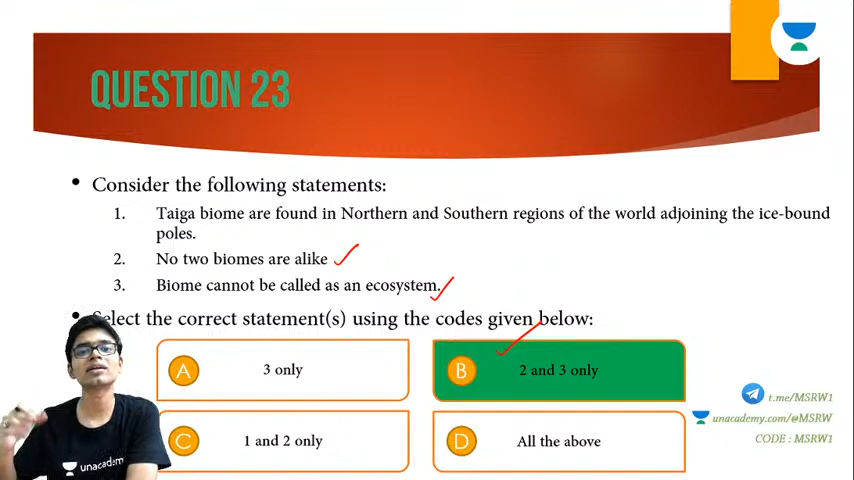 QUESTION 23
Consider the following statements:
1. Taiga biome are found in Northern and Southern regions of the world adjoining the ice-bound
poles.
2. No two biomes are alike
3. Biome cannot be called as an ecosystem.
Select the correct statement(s) using the codes given below:
A 3 only
B 2 and 3 only
C 1 and 2 only
D All the above
t.me/MSRW1
unacademy.com/@MSRW
CODE : MSRW1
unacademy